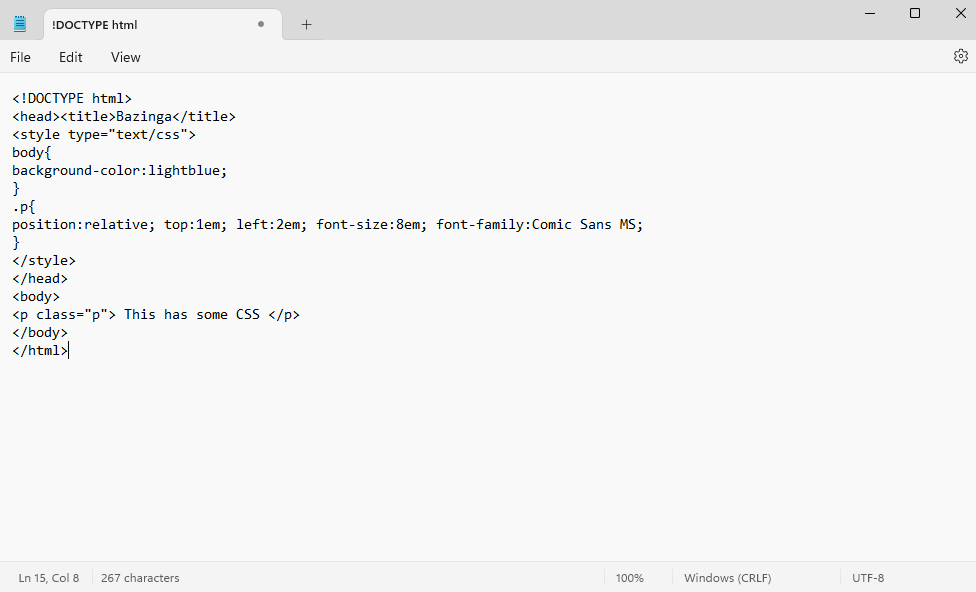 !DOCTYPE html
File Edit View
<!DOCTYPE html>
<head><title>Bazinga</title>
<style type="text/css">
body{
background-color:lightblue;
}
.p{
position:relative; top:1em; left:2em; font-size:8em; font-family:Comic Sans MS;
}
</style>
</head>
<body>
<p class="p"> This has some CSS </p>
</body>
</html>
Ln 15, Col 8 267 characters 100% Windows (CRLF) UTF-8